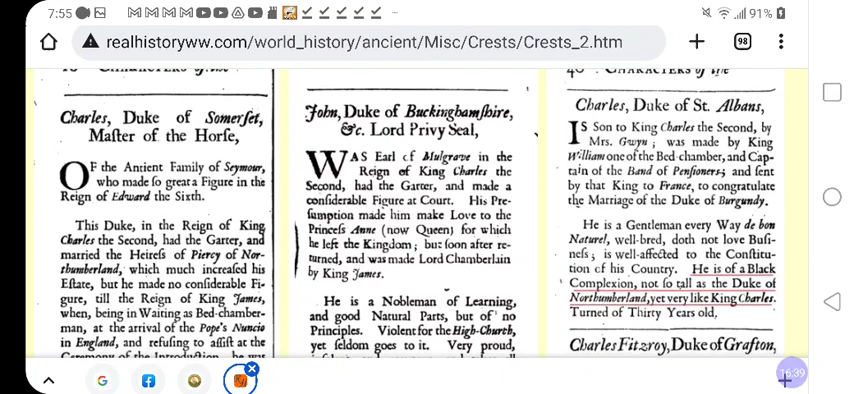 7:55
91%
realhistoryww.com/world_history/ancient/Misc/Crests/Crests_2.htm
98
Charles, Duke of Somerſet,
Maſter of the Horſe,
OF the Ancient Family of Seymour,
who made ſo great a Figure in the
Reign of Edward the Sixth.
This Duke, in the Reign of King
Charles the Second, had the Garter, and
married the Heireſs of Piercy of Nor-
thumberland, which much increaſed his
Eſtate, but he made no conſiderable Fi-
gure, till the Reign of King James,
when, being in Waiting as Bed-chamber-
man, at the arrival of the Pope's Nuncio
in England, and refuſing to aſſiſt at the
Ceremony of the Introduction, he was
John, Duke of Buckinghamſhire,
&c. Lord Privy Seal,
WAS Earl of Mulgrave in the
Reign of King Charles the
Second, had the Garter, and made a
conſiderable Figure at Court. His Pre-
ſumption made him make Love to the
Princeſs Anne (now Queen) for which
he left the Kingdom; but ſoon after re-
turned, and was made Lord Chamberlain
by King James.
He is a Nobleman of Learning,
and good Natural Parts, but of no
Principles. Violent for the High-Church,
yet ſeldom goes to it. Very proud,
CHARACTERS of the
Charles, Duke of St. Albans,
IS Son to King Charles the Second, by
Mrs. Gwyn; was made by King
William one of the Bed-chamber, and Cap-
tain of the Band of Penſioners; and ſent
by that King to France, to congratulate
the Marriage of the Duke of Burgundy.
He is a Gentleman every Way de bon
Naturel, well-bred, doth not love Buſi-
neſs; is well-affected to the Conſtitu-
tion of his Country. He is of a Black
Complexion, not ſo tall as the Duke of
Northumberland, yet very like King Charles.
Turned of Thirty Years old.
Charles Fitzroy, Duke of Grafton,
16:39